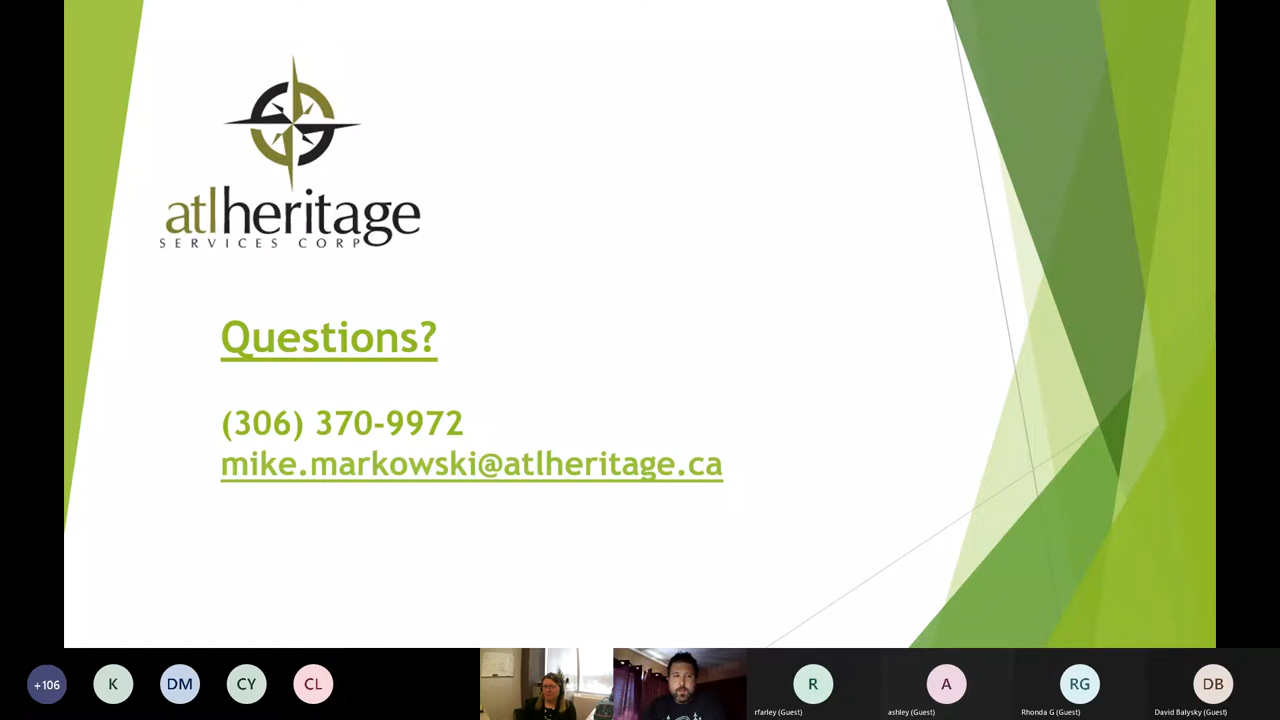 atlheritage
SERVICES CORP
Questions?
(306) 370-9972
mike.markowski@atlheritage.ca
+106
K
DM
CY
CL
R
A
RG
DB
rfarley (Guest)
ashley (Guest)
Rhonda G (Guest)
David Balysky (Guest)